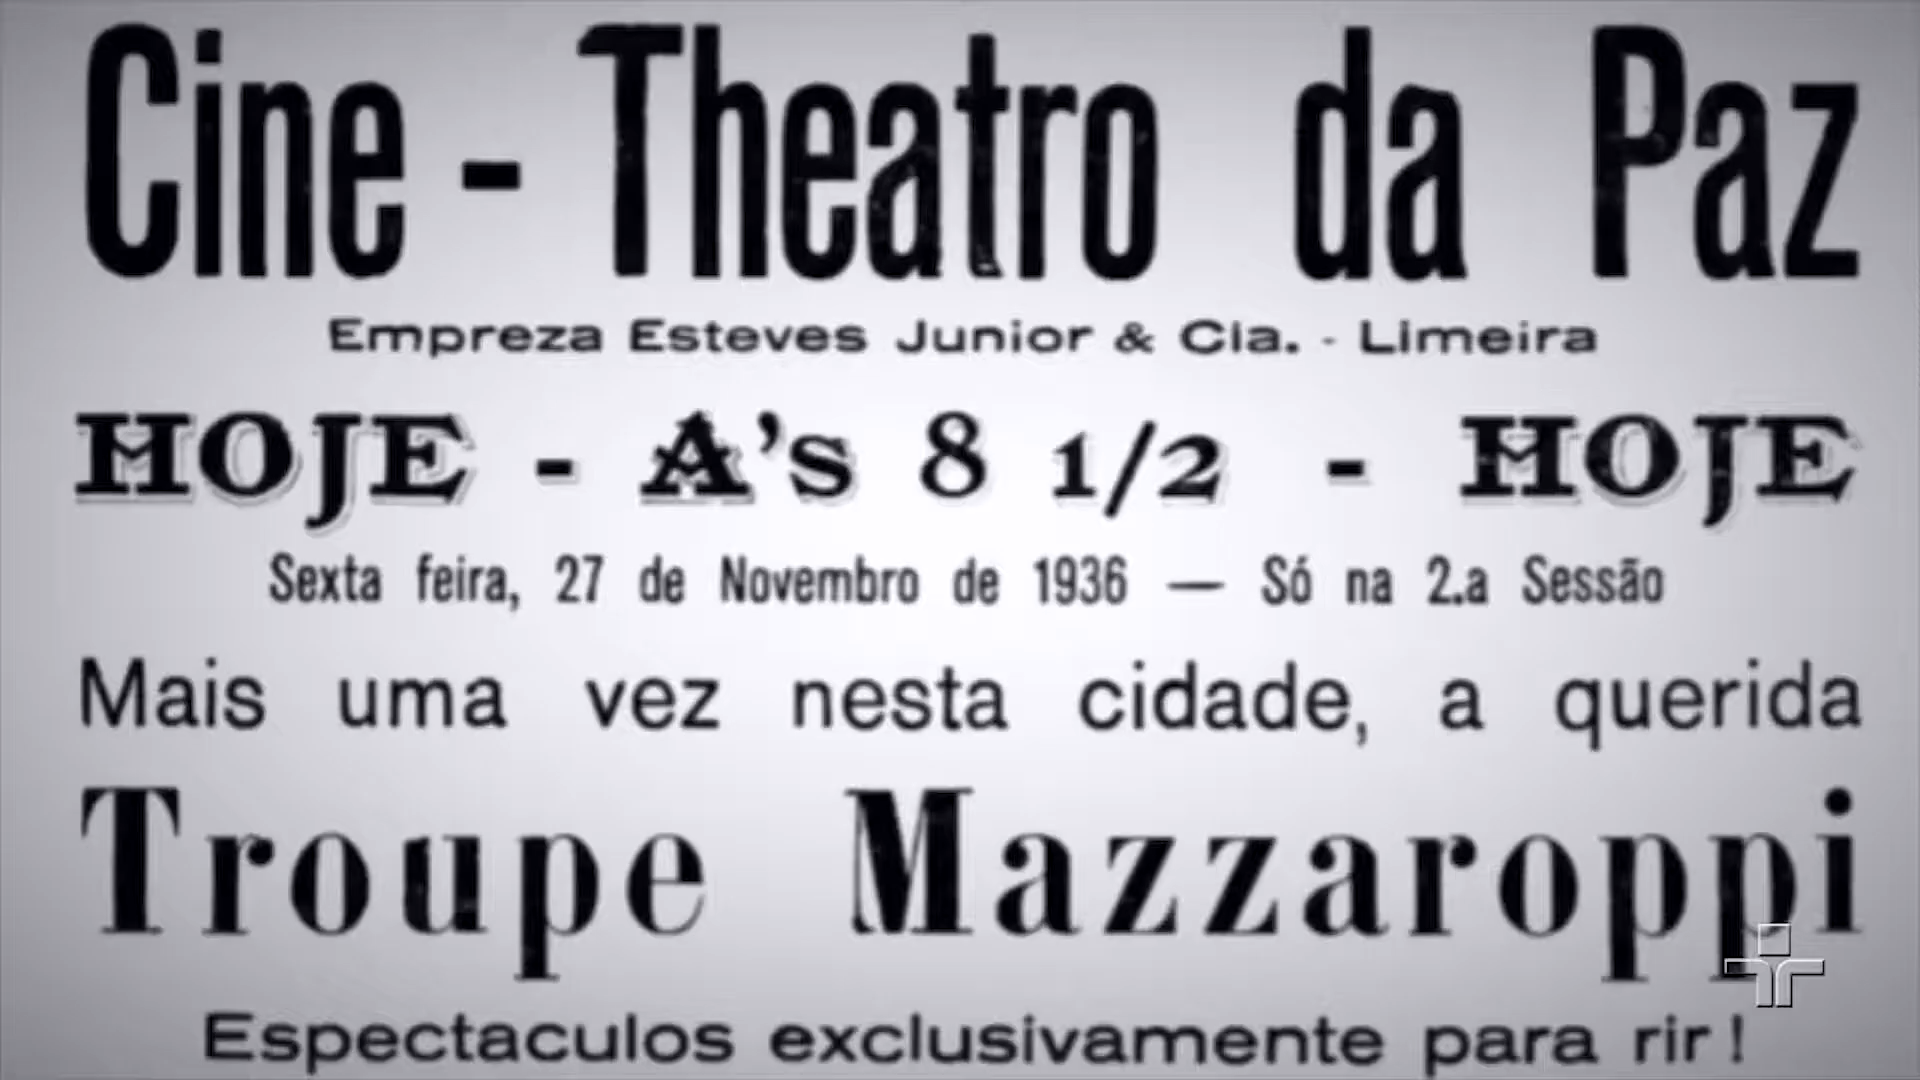 Cine - Theatro da Paz
Empreza Esteves Junior & Cia. - Limeira
HOJE - A's 8 1/2 - HOJE
Sexta feira, 27 de Novembro de 1936 — Só na 2.a Sessão
Mais uma vez nesta cidade, a querida
Troupe Mazzaroppi
Espectaculos exclusivamente para rir!